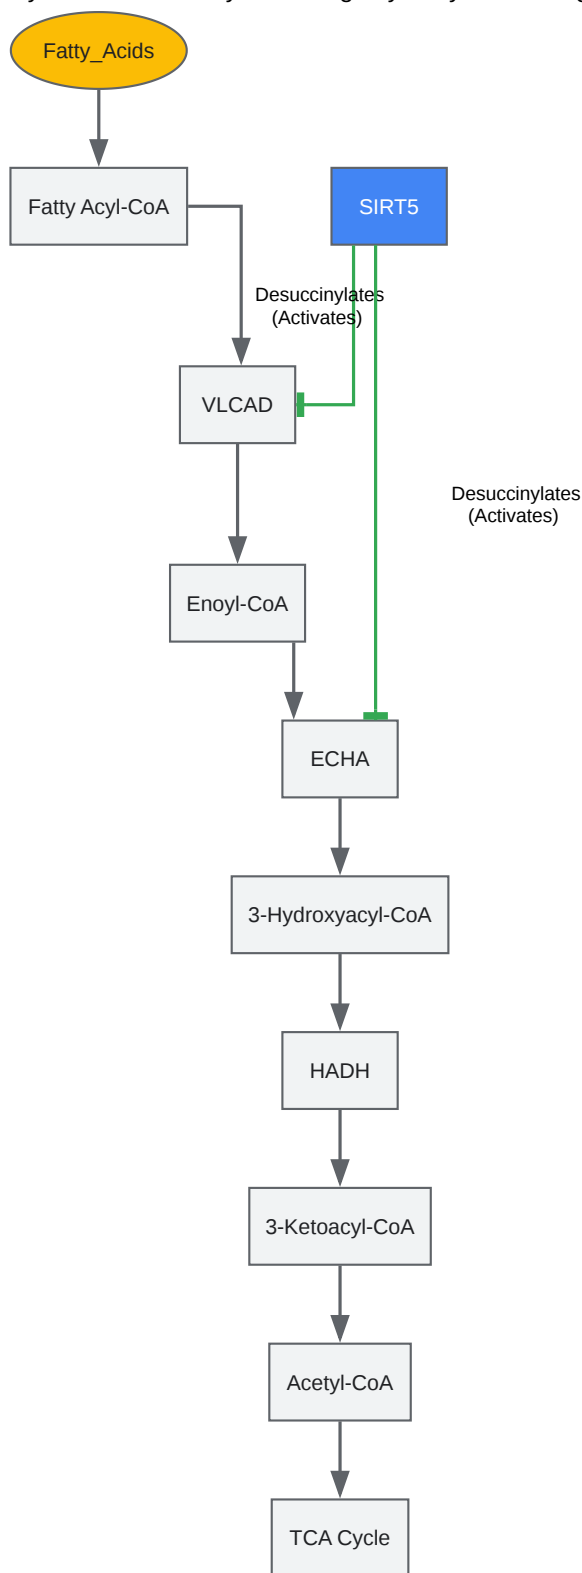 Fatty_Acids
Fatty Acyl-CoA
SIRT5
Desuccinylates
(Activates)
VLCAD
Desuccinylates
(Activates)
Enoyl-CoA
ECHA
3-Hydroxyacyl-CoA
HADH
3-Ketoacyl-CoA
Acetyl-CoA
TCA Cycle